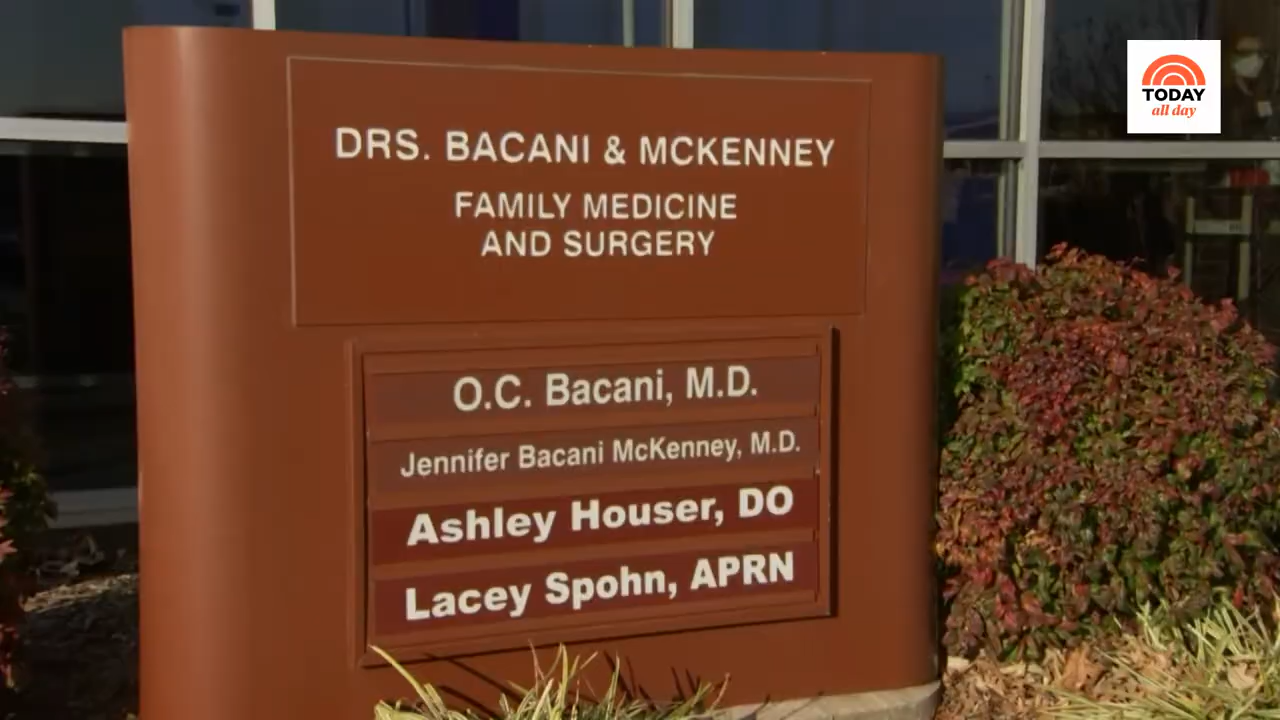 DRS. BACANI & MCKENNEY
FAMILY MEDICINE
AND SURGERY
O.C. Bacani, M.D.
Jennifer Bacani McKenney, M.D.
Ashley Houser, DO
Lacey Spohn, APRN
TODAY
all day